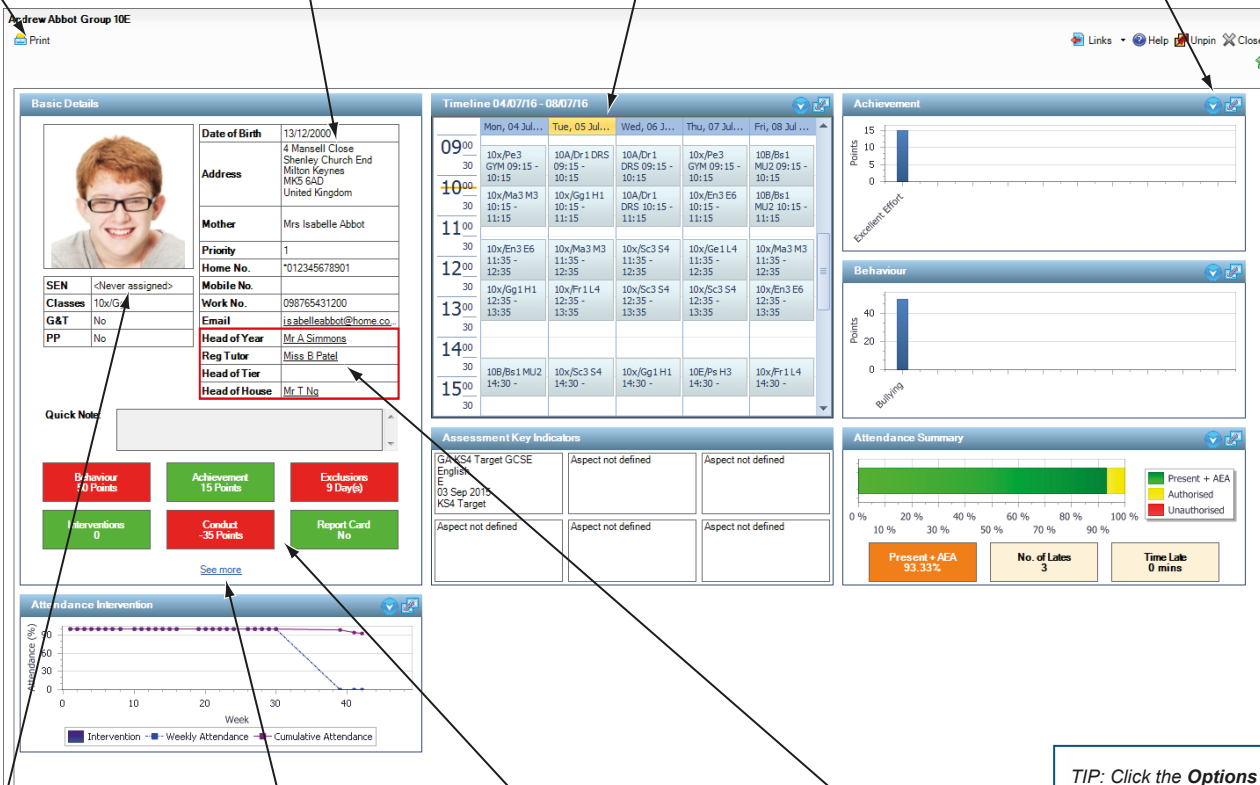 Andrew Abbot Group 10E
Print
Links Help Unpin Close
Basic Details
Date of Birth 13/12/2000
Address 4 Mansell Close
Shenley Church End
Milton Keynes
MK5 6AD
United Kingdom
Mother Mrs Isabelle Abbot
Priority 1
Home No. *012345678901
Mobile No.
Work No. 098765431200
Email isabelleabbot@home.co...
Head of Year Mr A Simmons
Reg Tutor Miss B Patel
Head of Tier
Head of House Mr T Ng
SEN <Never assigned>
Classes 10x/Ga
G&T No
PP No
Quick Note
Behaviour
50 Points
Achievement
15 Points
Exclusions
9 Day(s)
Interventions
0
Conduct
-35 Points
Report Card
No
See more
Attendance Intervention
Attendance (%)
90
60
30
0
0 10 20 30 40
Week
Intervention Weekly Attendance Cumulative Attendance
Timeline 04/07/16 - 08/07/16
Mon, 04 Jul... Tue, 05 Jul... Wed, 06 J... Thu, 07 Jul... Fri, 08 Jul ...
09 00
30
10 00
30
11 00
30
12 00
30
13 00
30
14 00
30
15 00
30
10x/Pe3 10A/Dr1 DRS 10A/Dr1 10x/Pe3 10B/Bs1
GYM 09:15 - 09:15 - DRS 09:15 - GYM 09:15 - MU2 09:15 -
10:15 10:15 10:15 10:15 10:15
10x/Ma3 M3 10x/Gg1 H1 10A/Dr1 10x/En3 E6 10B/Bs1
10:15 - 10:15 - DRS 10:15 - 10:15 - MU2 10:15 -
11:15 11:15 11:15 11:15 11:15
10x/En3 E6 10x/Ma3 M3 10x/Sc3 S4 10x/Ge1 L4 10x/Ma3 M3
11:35 - 11:35 - 11:35 - 11:35 - 11:35 -
12:35 12:35 12:35 12:35 12:35
10x/Gg1 H1 10x/Fr1 L4 10x/Sc3 S4 10x/Sc3 S4 10x/En3 E6
12:35 - 12:35 - 12:35 - 12:35 - 12:35 -
13:35 13:35 13:35 13:35 13:35
10B/Bs1 MU2 10x/Sc3 S4 10x/Gg1 H1 10E/Ps H3 10x/Fr1 L4
14:30 - 14:30 - 14:30 - 14:30 - 14:30 -
Assessment Key Indicators
GA KS4 Target GCSE
English
E
03 Sep 2015
KS4 Target
Aspect not defined
Aspect not defined
Aspect not defined
Aspect not defined
Aspect not defined
Achievement
Points
15
10
5
0
Excellent Effort
Behaviour
Points
40
20
0
Bullying
Attendance Summary
Present + AEA
Authorised
Unauthorised
0 % 20 % 40 % 60 % 80 % 100 %
10 % 30 % 50 % 70 % 90 %
Present + AEA
93.33%
No. of Lates
3
Time Late
0 mins
TIP: Click the Options